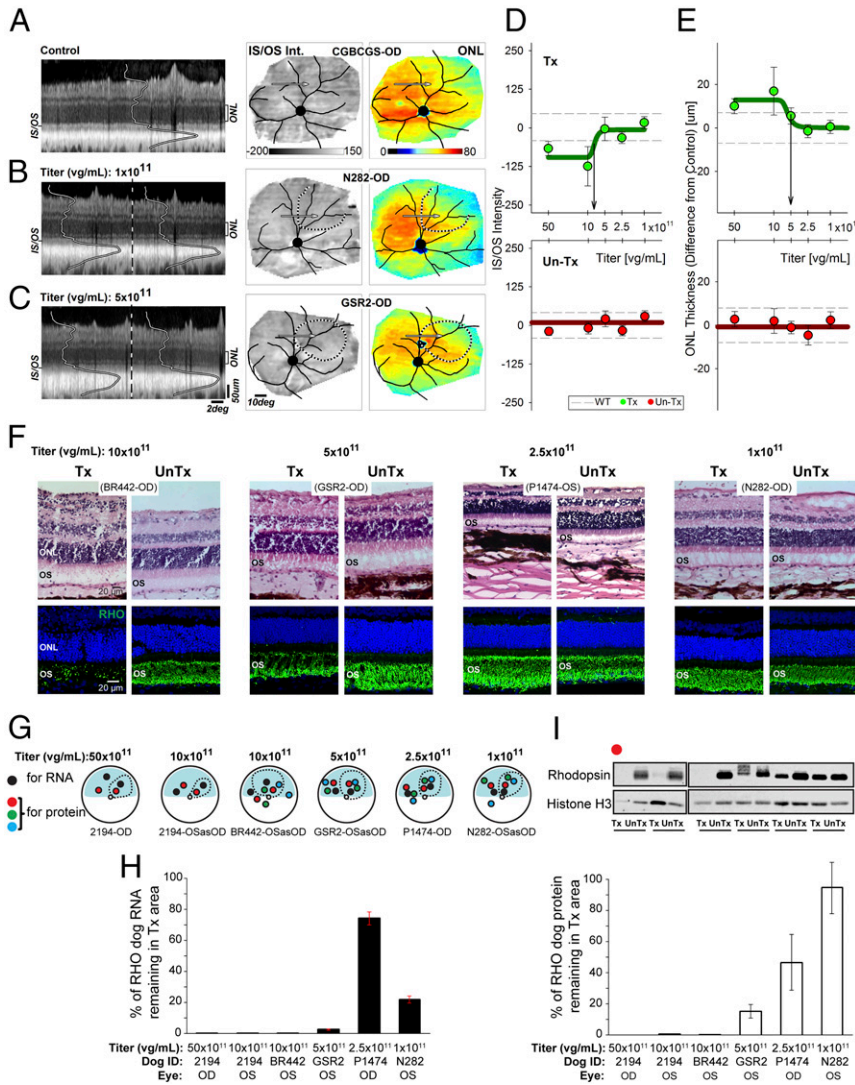 A
Control
IS/OS
ONL
IS/OS Int.
CGBCGS-OD
ONL
-200
150
0
80
B
Titer (vg/mL): 1x10¹¹
IS/OS
ONL
N282-OD
C
Titer (vg/mL): 5x10¹¹
IS/OS
ONL
2deg
50um
GSR2-OD
10deg
D
IS/OS Intensity
250
125
0
-125
-250
Tx
50
10
5
2.5
1x10¹¹
Titer [vg/mL]
Un-Tx
250
125
0
-125
-250
WT
Tx
Un-Tx
E
ONL Thickness (Difference from Control) [um]
20
0
-20
50
10
5
2.5
1x10¹¹
Titer [vg/mL]
20
0
-20
F
Titer (vg/mL): 10x10¹¹
5x10¹¹
2.5x10¹¹
1x10¹¹
Tx UnTx
Tx UnTx
Tx UnTx
Tx UnTx
(BR442-OD)
(GSR2-OD)
(P1474-OS)
(N282-OD)
ONL
OS
OS
20 µm
OS
OS
OS
OS
OS
RHO
ONL
OS
OS
20 µm
OS
OS
OS
G
Titer (vg/mL): 50x10¹¹ 10x10¹¹ 10x10¹¹ 5x10¹¹ 2.5x10¹¹ 1x10¹¹
for RNA
for protein
2194-OD 2194-OSasOD BR442-OSasOD GSR2-OSasOD P1474-OD N282-OSasOD
I
Rhodopsin
Histone H3
Tx UnTx Tx UnTx Tx UnTx Tx UnTx Tx UnTx Tx UnTx
H
% of RHO dog RNA
remaining in Tx area
100
80
60
40
20
0
Titer (vg/mL): 50x10¹¹ 10x10¹¹ 10x10¹¹ 5x10¹¹ 2.5x10¹¹ 1x10¹¹
Dog ID: 2194 2194 BR442 GSR2 P1474 N282
Eye: OD OS OS OS OD OS
% of RHO dog protein
remaining in Tx area
100
80
60
40
20
0
Titer (vg/mL): 50x10¹¹ 10x10¹¹ 10x10¹¹ 5x10¹¹ 2.5x10¹¹ 1x10¹¹
Dog ID: 2194 2194 BR442 GSR2 P1474 N282
Eye: OD OS OS OS OD OS